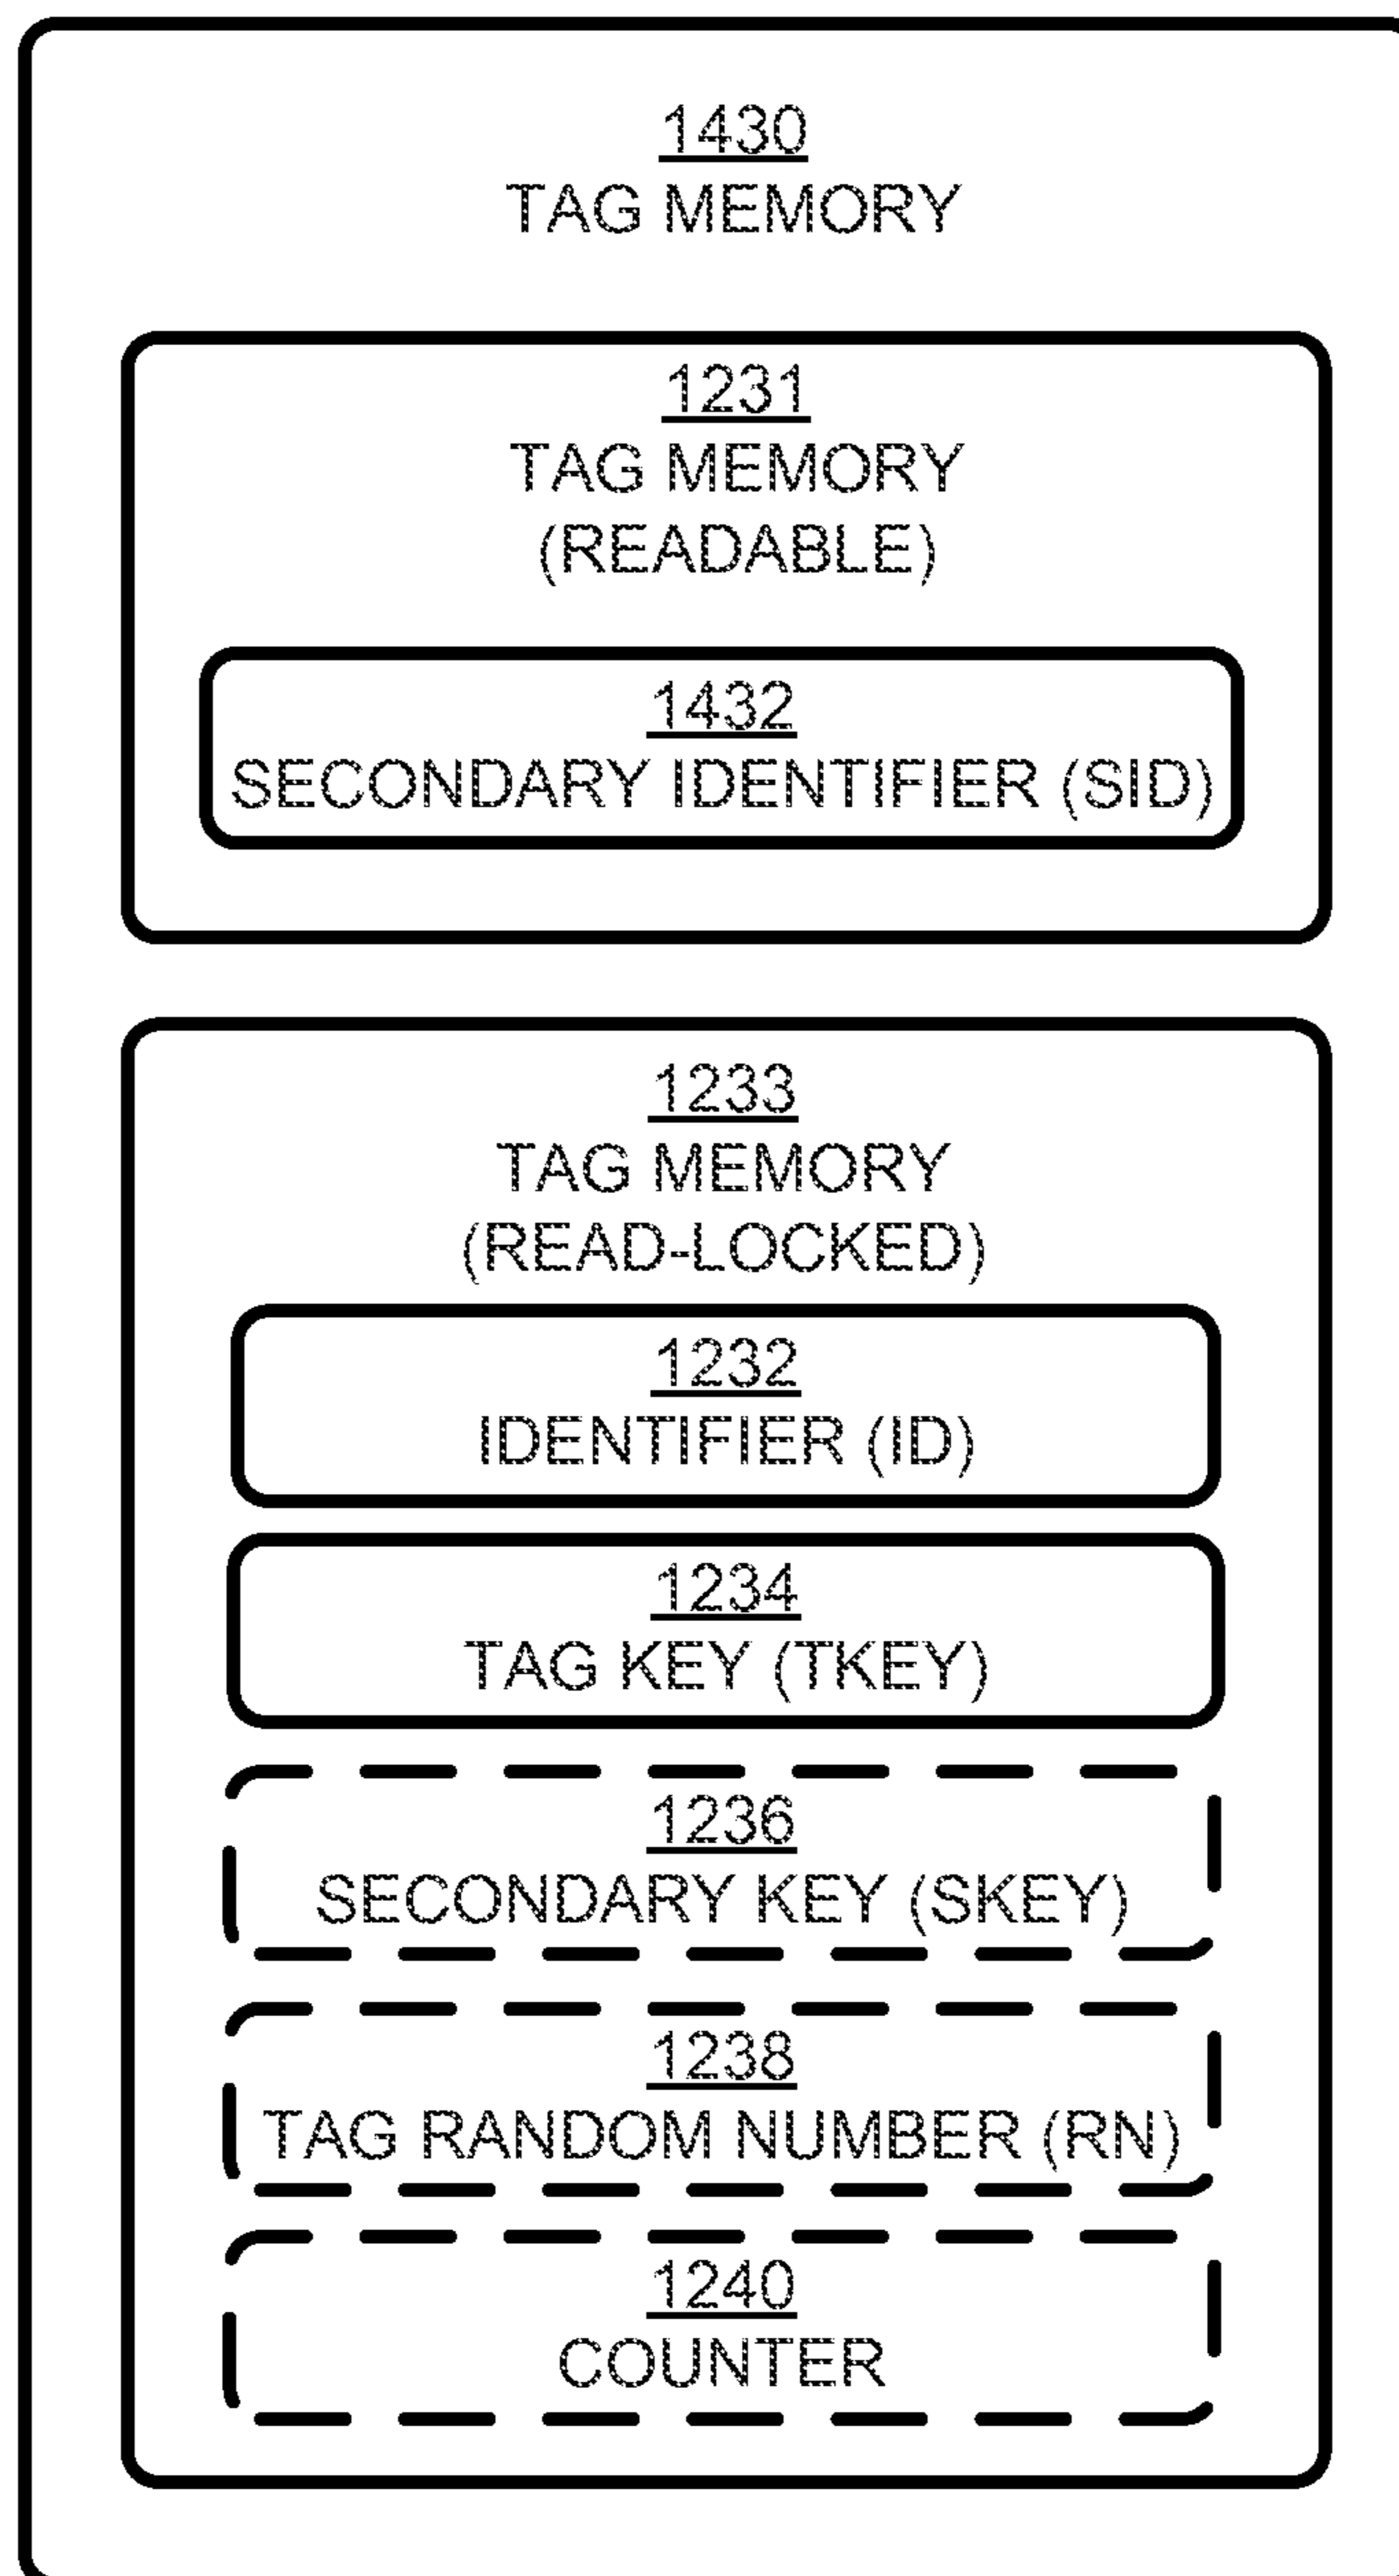 1430
TAG MEMORY
1231
TAG MEMORY
(READABLE)
1432
SECONDARY IDENTIFIER (SID)
1233
TAG MEMORY
(READ-LOCKED)
1232
IDENTIFIER (ID)
1234
TAG KEY (TKEY)
1236
SECONDARY KEY (SKEY)
1238
TAG RANDOM NUMBER (RN)
1240
COUNTER